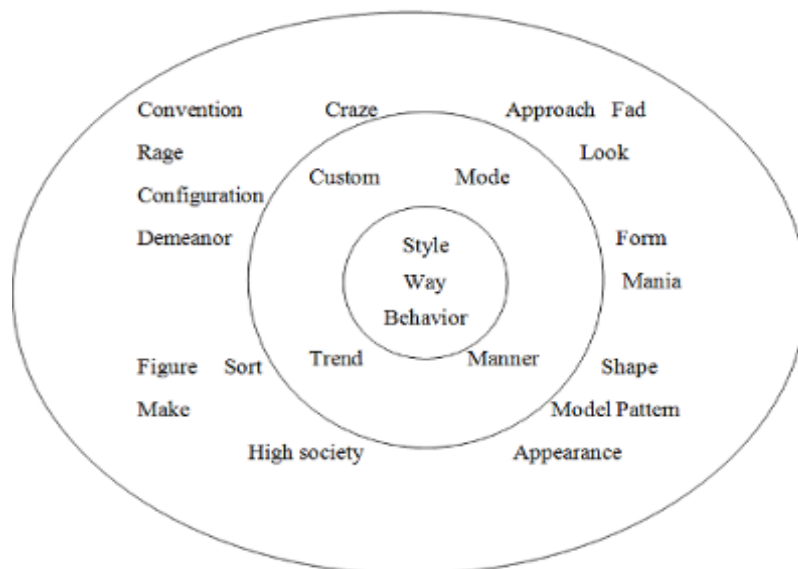 Convention Craze Approach Fad
Rage Look
Custom Mode
Configuration
Demeanor Form
Style
Way Mania
Behavior
Trend Manner
Figure Sort Shape
Make Model Pattern
High society Appearance